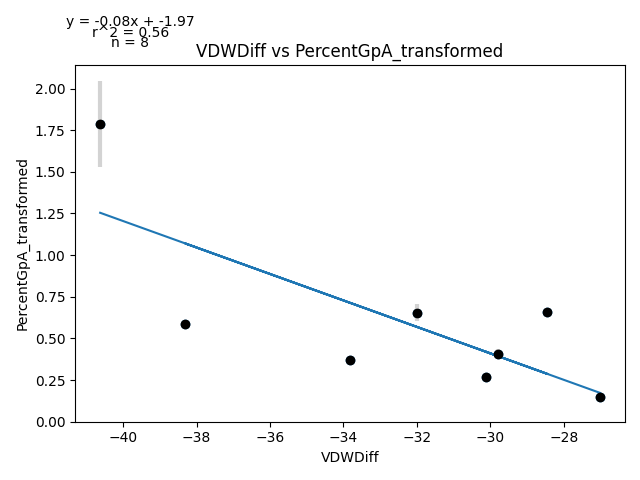 y = -0.08x + -1.97
r^2 = 0.56
n = 8
VDWDiff vs PercentGpA_transformed
PercentGpA_transformed
2.00
1.75
1.50
1.25
1.00
0.75
0.50
0.25
0.00
−40
−38
−36
−34
−32
−30
−28
VDWDiff